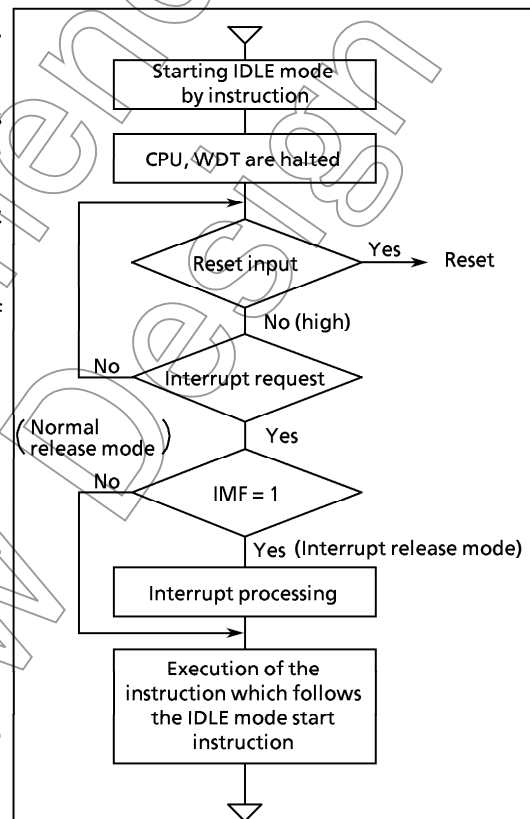 Starting IDLE mode
by instruction
CPU, WDT are halted
Reset input
Yes
Reset
No (high)
No
Interrupt request
Yes
(Normal
release mode)
No
IMF = 1
Yes (Interrupt release mode)
Interrupt processing
Execution of the
instruction which follows
the IDLE mode start
instruction
Design